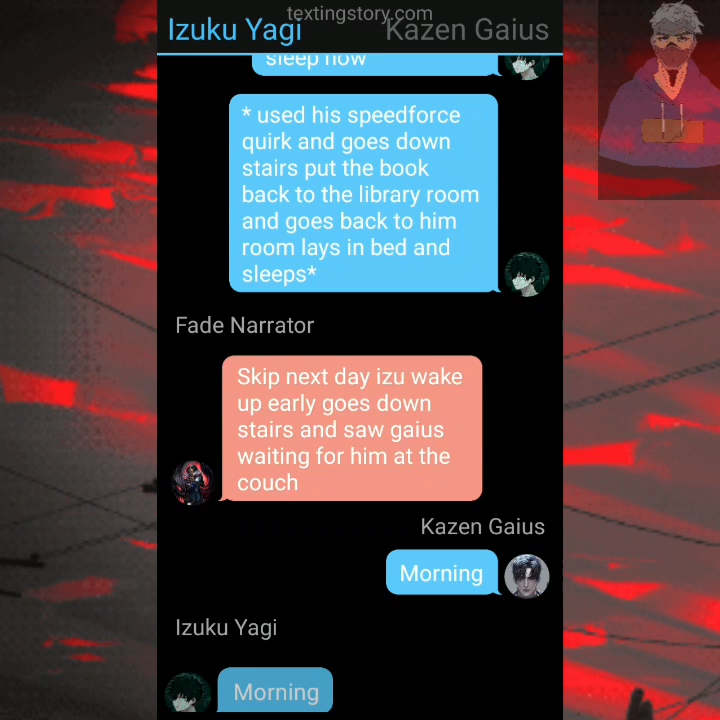 textingstory.com
Izuku Yagi
Kazen Gaius
sleep now
* used his speedforce
quirk and goes down
stairs put the book
back to the library room
and goes back to him
room lays in bed and
sleeps*
Fade Narrator
Skip next day izu wake
up early goes down
stairs and saw gaius
waiting for him at the
couch
Kazen Gaius
Morning
Izuku Yagi
Morning